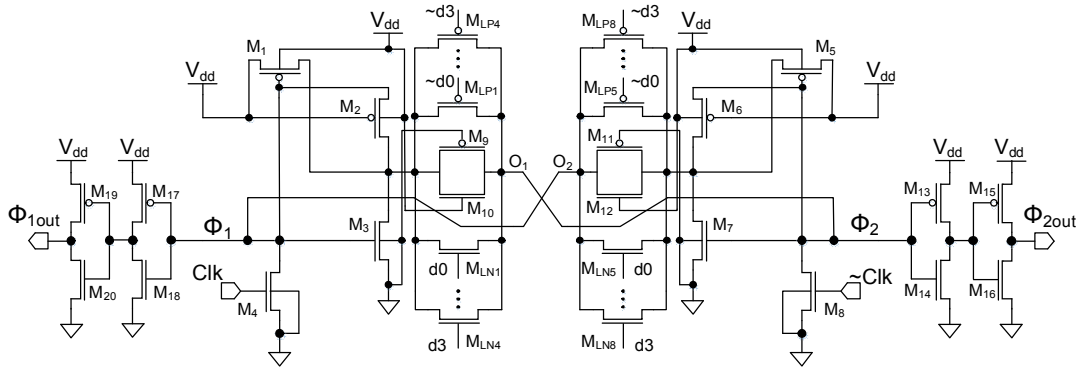 ~d3
~d3
V_dd
M_LP4
M_LP8
V_dd
M_1
M_5
V_dd
~d0
~d0
V_dd
M_LP1
M_LP5
M_2
M_6
M_9
M_11
V_dd
V_dd
O_1
O_2
V_dd
V_dd
M_19
M_17
M_10
M_12
M_13
M_15
Φ_1out
Φ_1
M_3
M_7
Φ_2
Φ_2out
Clk
d0
M_LN1
M_LN5
d0
~Clk
M_20
M_18
M_4
M_8
M_14
M_16
d3
M_LN4
M_LN8
d3